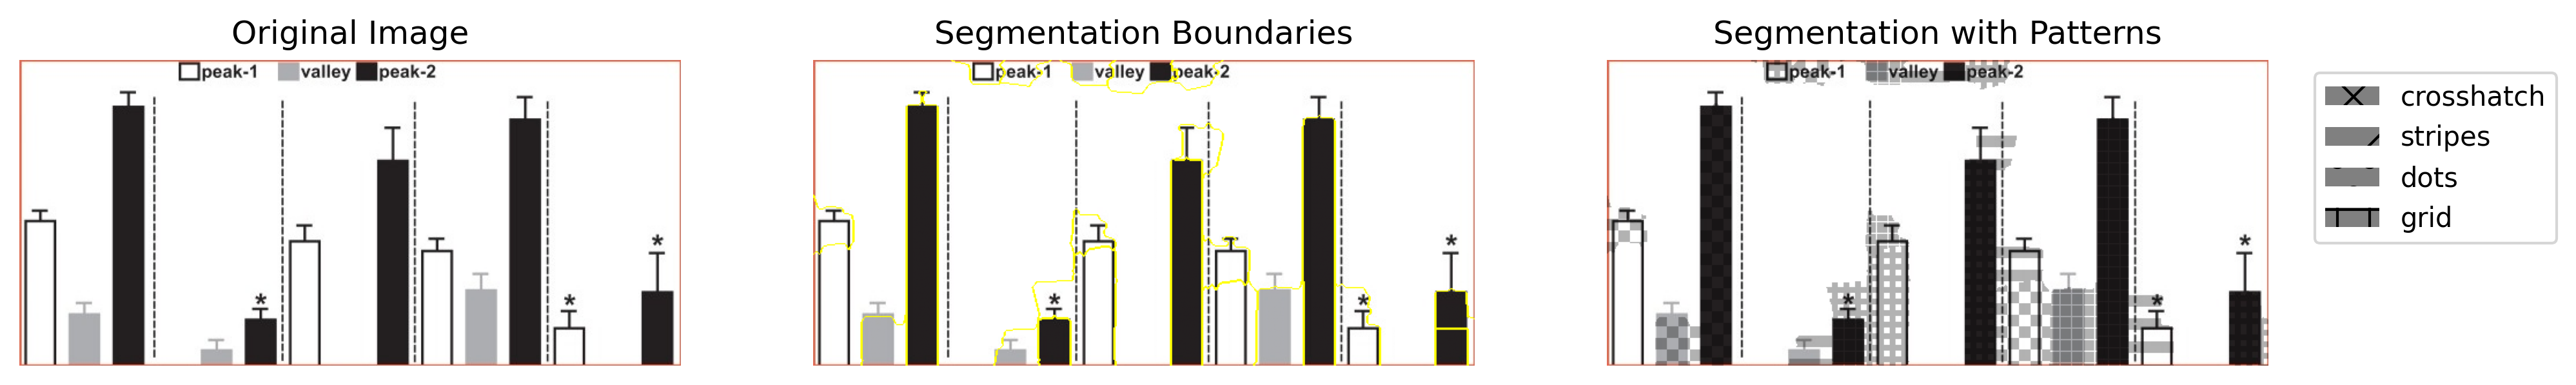 Original Image
peak-1 valley peak-2
*
*
*
Segmentation Boundaries
peak-1 valley peak-2
*
*
*
Segmentation with Patterns
peak-1 valley peak-2
*
*
*
crosshatch
stripes
dots
grid